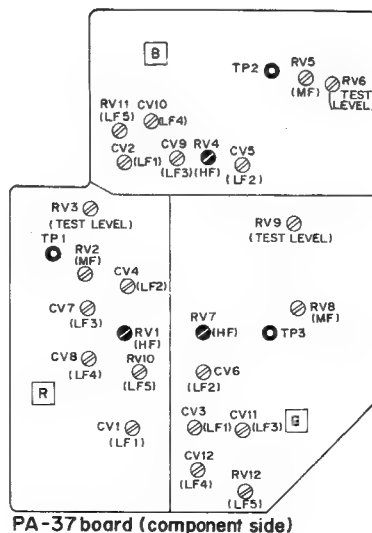 B
TP2
RV5
(MF)
RV6
(TEST
LEVEL)
RV11
(LF5)
CV10
(LF4)
CV2
(LF1)
CV9
(LF3)
RV4
(HF)
CV5
(LF2)
RV3
(TEST LEVEL)
TP1
RV2
(MF)
CV4
(LF2)
CV7
(LF3)
RV1
(HF)
CV8
(LF4)
RV10
(LF5)
R
CV1
(LF1)
RV9
(TEST LEVEL)
RV8
(MF)
RV7
(HF)
TP3
CV6
(LF2)
CV3
(LF1)
CV11
(LF3)
G
CV12
(LF4)
RV12
(LF5)
PA-37 board (component side)